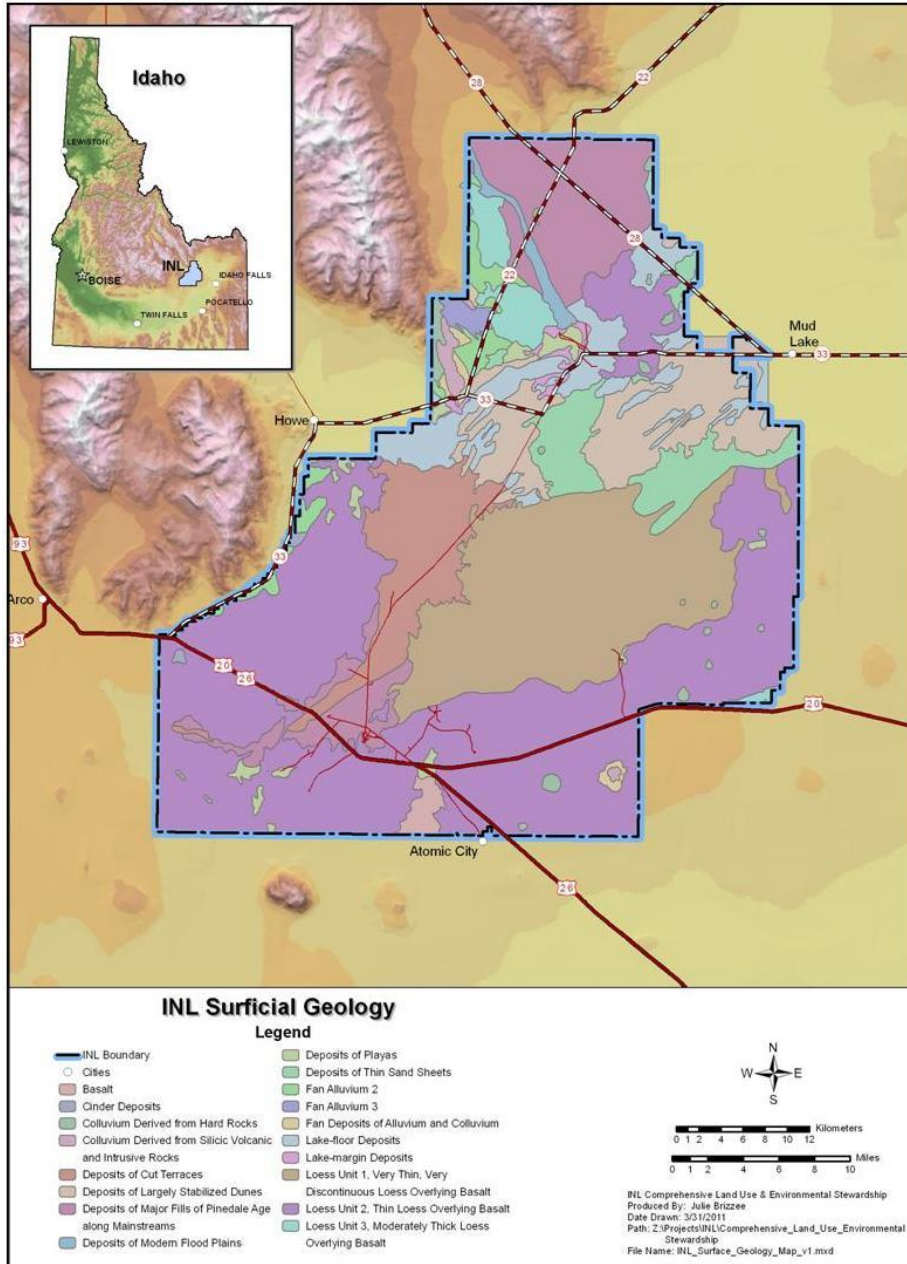 Idaho
LEWISTON
INL
IDAHO FALLS
BOISE
POCATELLO
TWIN FALLS
22
28
28
22
Mud
Lake
33
33
Howe
33
93
Arco
93
20
26
20
Atomic City
26
INL Surficial Geology
Legend
INL Boundary
Cities
Basalt
Cinder Deposits
Colluvium Derived from Hard Rocks
Colluvium Derived from Silicic Volcanic
and Intrusive Rocks
Deposits of Cut Terraces
Deposits of Largely Stabilized Dunes
Deposits of Major Fills of Pinedale Age
along Mainstreams
Deposits of Modern Flood Plains
Deposits of Playas
Deposits of Thin Sand Sheets
Fan Alluvium 2
Fan Alluvium 3
Fan Deposits of Alluvium and Colluvium
Lake-floor Deposits
Lake-margin Deposits
Loess Unit 1, Very Thin, Very
Discontinuous Loess Overlying Basalt
Loess Unit 2, Thin Loess Overlying Basalt
Loess Unit 3, Moderately Thick Loess
Overlying Basalt
N
W E
S
Kilometers
0 1 2 4 6 8 10 12
Miles
0 1 2 4 6 8 10
INL Comprehensive Land Use & Environmental Stewardship
Produced By: Julie Brizzee
Date Drawn: 3/31/2011
Path: Z:\Projects\INL\Comprehensive_Land_Use_Environmental
Stewardship
File Name: INL_Surface_Geology_Map_v1.mxd